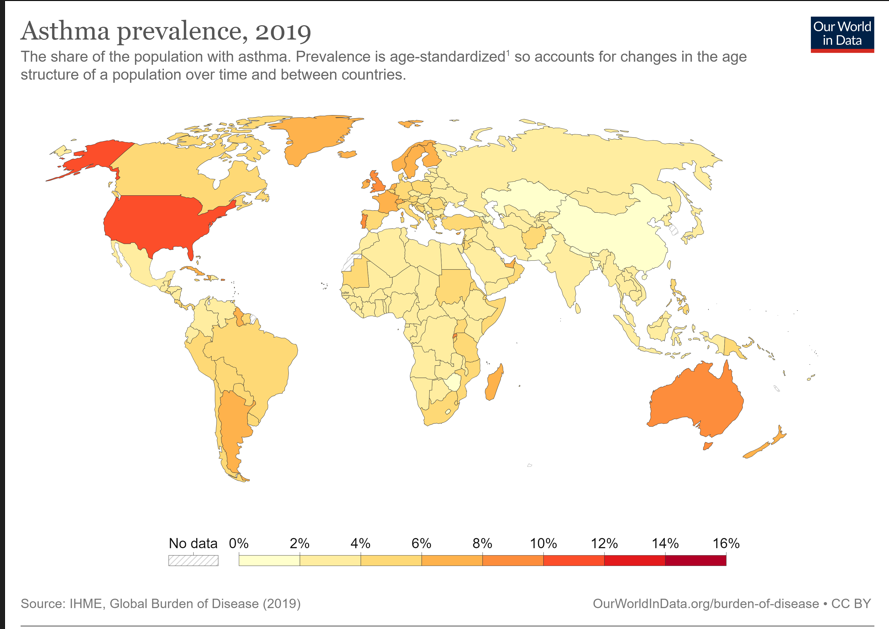 Asthma prevalence, 2019
Our World
in Data
The share of the population with asthma. Prevalence is age-standardized¹ so accounts for changes in the age
structure of a population over time and between countries.
No data 0% 2% 4% 6% 8% 10% 12% 14% 16%
Source: IHME, Global Burden of Disease (2019)
OurWorldInData.org/burden-of-disease • CC BY